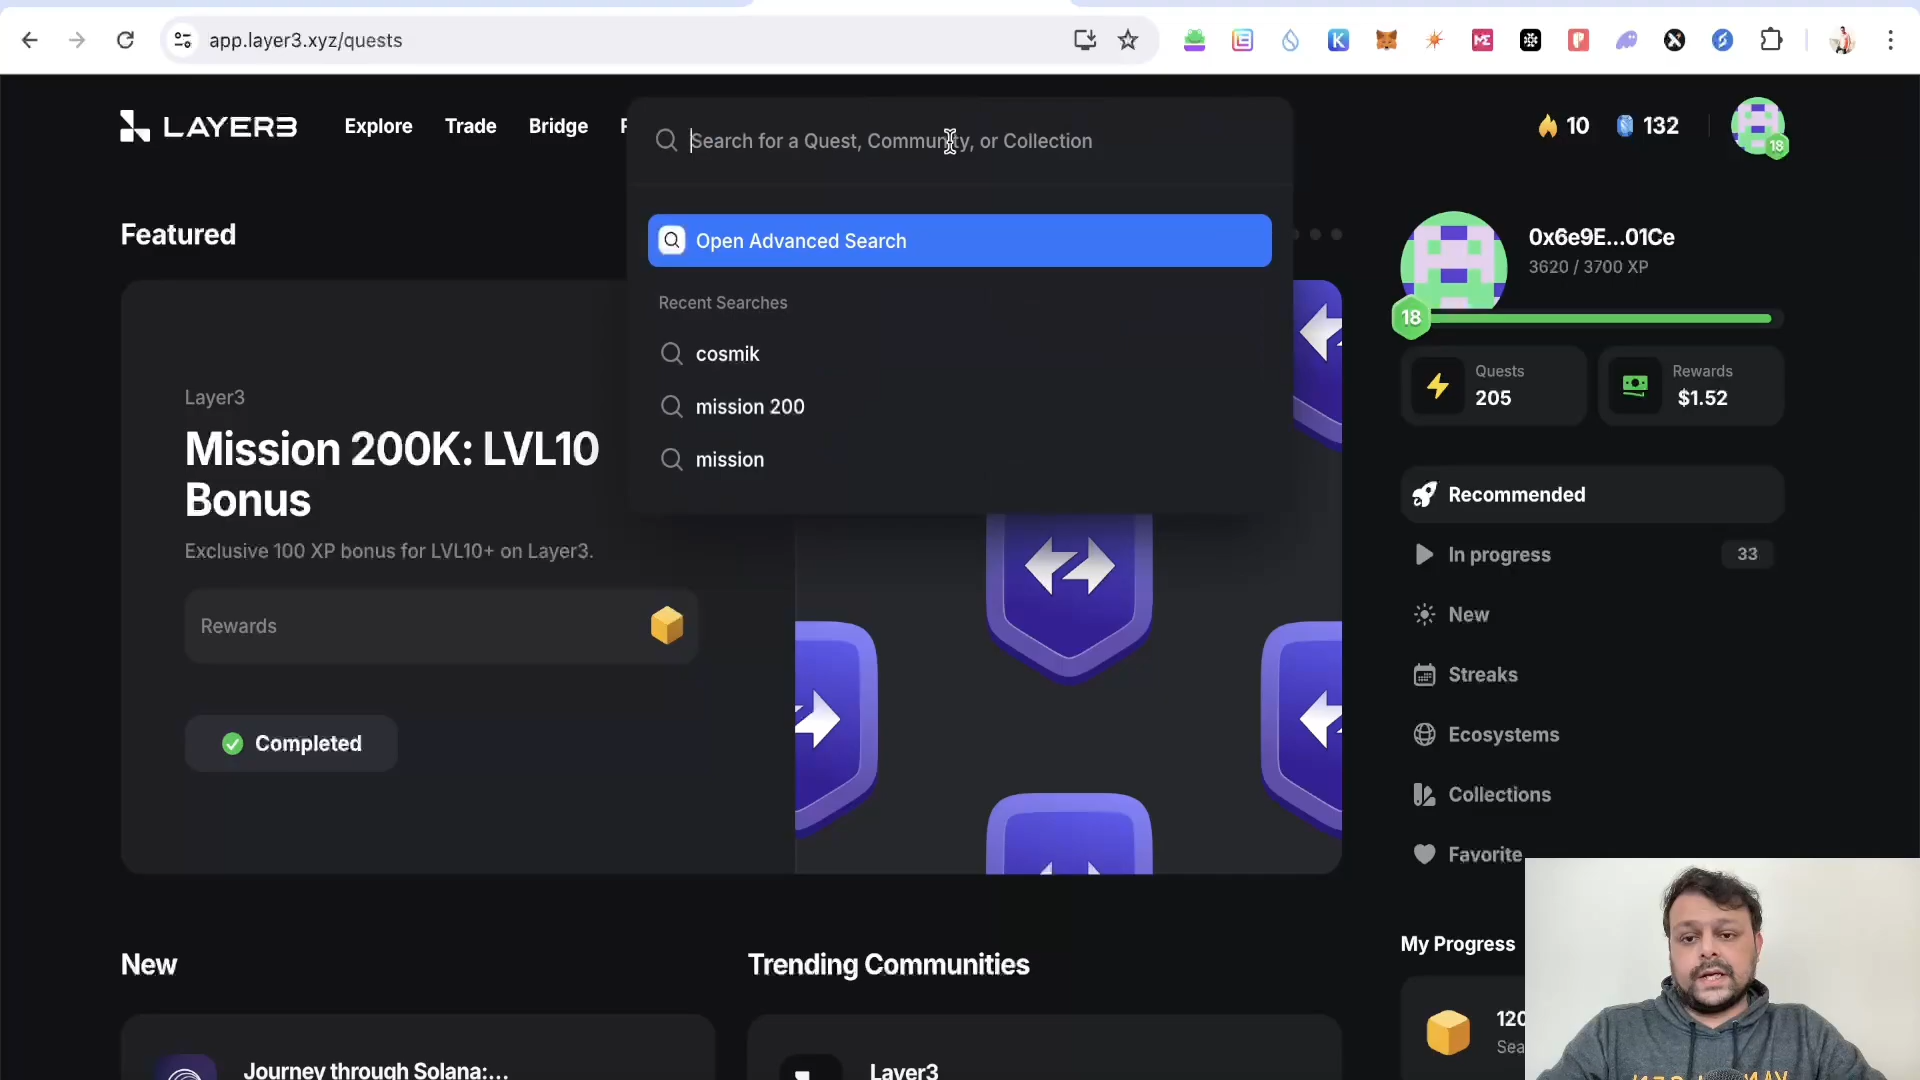 app.layer3.xyz/quests
LAYER3
Explore
Trade
Bridge
Search for a Quest, Community, or Collection
10
132
18
Featured
Open Advanced Search
0x6e9E...01Ce
3620 / 3700 XP
18
Recent Searches
cosmik
mission 200
mission
Quests
205
Rewards
$1.52
Layer3
Mission 200K: LVL10
Bonus
Exclusive 100 XP bonus for LVL10+ on Layer3.
Rewards
Completed
Recommended
In progress
33
New
Streaks
Ecosystems
Collections
Favorite
My Progress
120
Sea
New
Trending Communities
Journey through Solana:...
Layer3